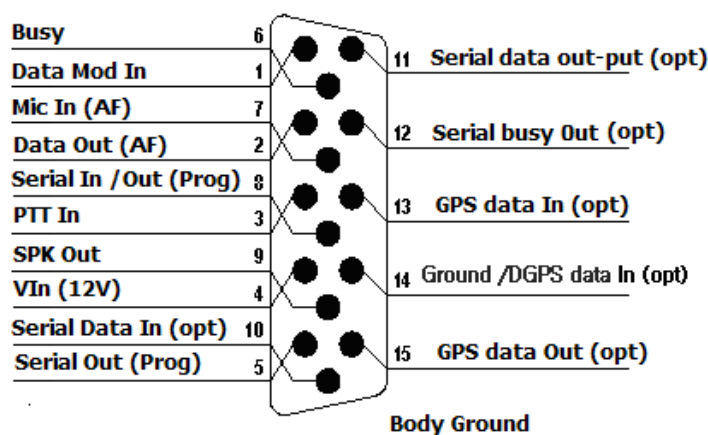 Busy 6
Data Mod In 1
Mic In (AF) 7
Data Out (AF) 2
Serial In /Out (Prog) 8
PTT In 3
SPK Out 9
VIn (12V) 4
Serial Data In (opt) 10
Serial Out (Prog) 5
11 Serial data out-put (opt)
12 Serial busy 0ut (opt)
13 GPS data In (opt)
14 Ground /DGPS data In (opt)
15 GPS data Out (opt)
Body Ground